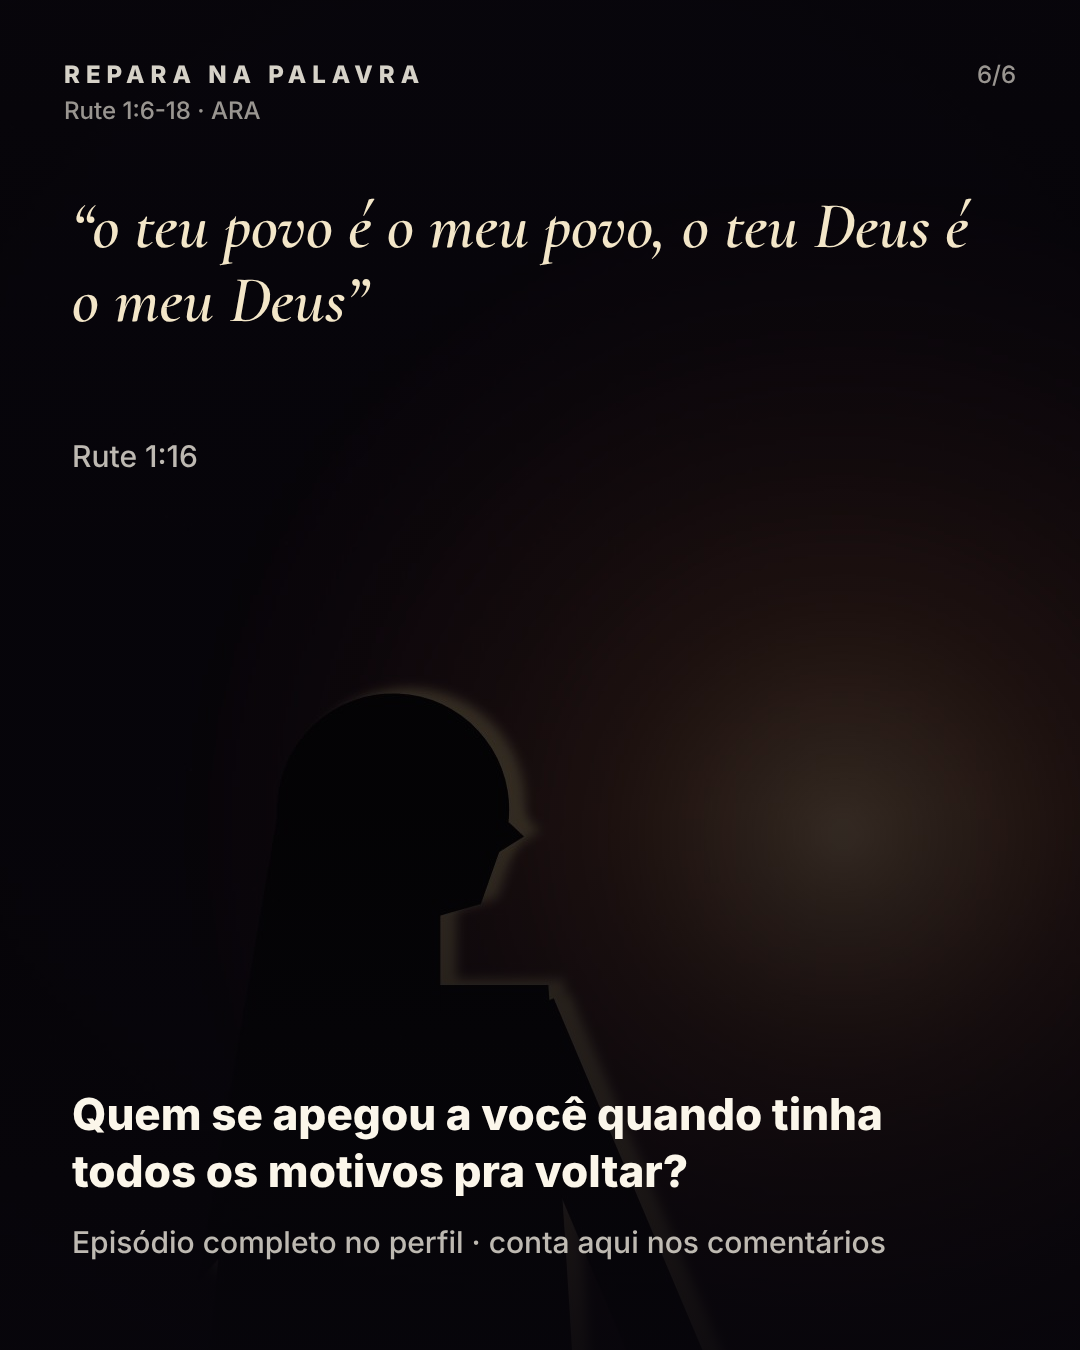 REPARA NA PALAVRA
6/6
Rute 1:6-18 · ARA
“o teu povo é o meu povo, o teu Deus é
o meu Deus”
Rute 1:16
Quem se apegou a você quando tinha
todos os motivos pra voltar?
Episódio completo no perfil · conta aqui nos comentários